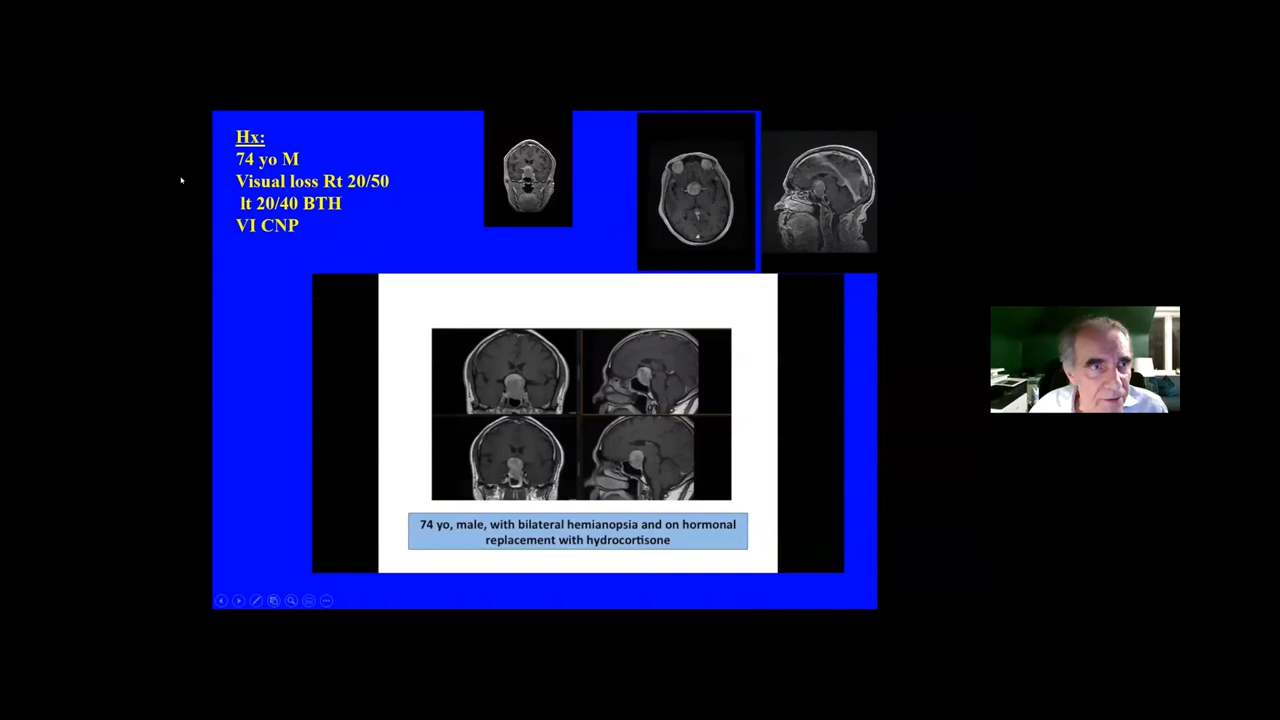 Hx:
74 yo M
Visual loss Rt 20/50
lt 20/40 BTH
VI CNP
74 yo, male, with bilateral hemianopsia and on hormonal
replacement with hydrocortisone